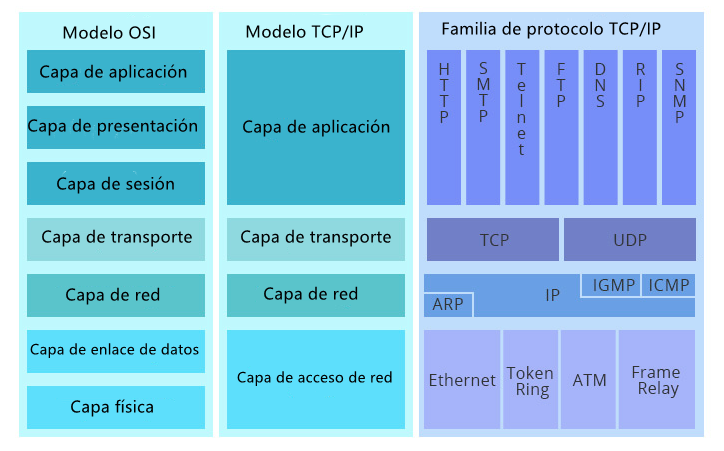 Modelo OSI
Capa de aplicación
Capa de presentación
Capa de sesión
Capa de transporte
Capa de red
Capa de enlace de datos
Capa física
Modelo TCP/IP
Capa de aplicación
Capa de transporte
Capa de red
Capa de acceso de red
Familia de protocolo TCP/IP
HTTP
SMTP
Telnet
FTP
DNS
RIP
SNMP
TCP
UDP
ARP
IP
IGMP
ICMP
Ethernet
Token
Ring
ATM
Frame
Relay